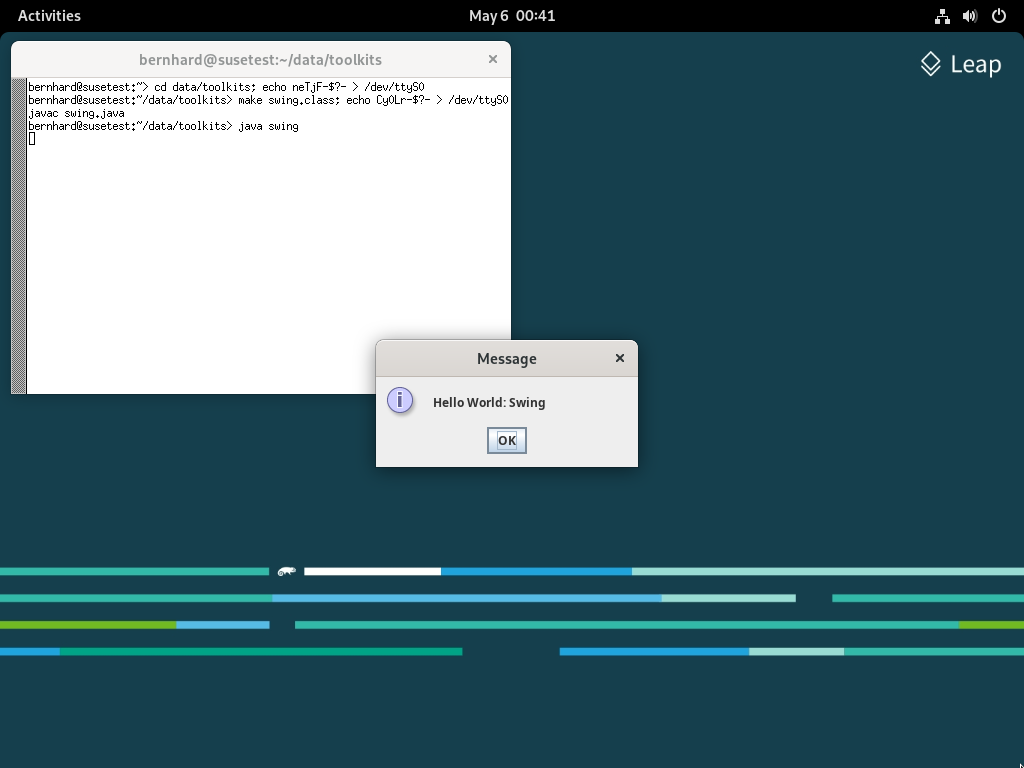 Activities
May 6 00:41
bernhard@susetest:~/data/toolkits
Leap
bernhard@susetest:~> cd data/toolkits; echo neTjF-$?- > /dev/ttyS0
bernhard@susetest:~/data/toolkits> make swing.class; echo CyOLr-$?- > /dev/ttyS0
javac swing.java
bernhard@susetest:~/data/toolkits> java swing
Message
Hello World: Swing
OK